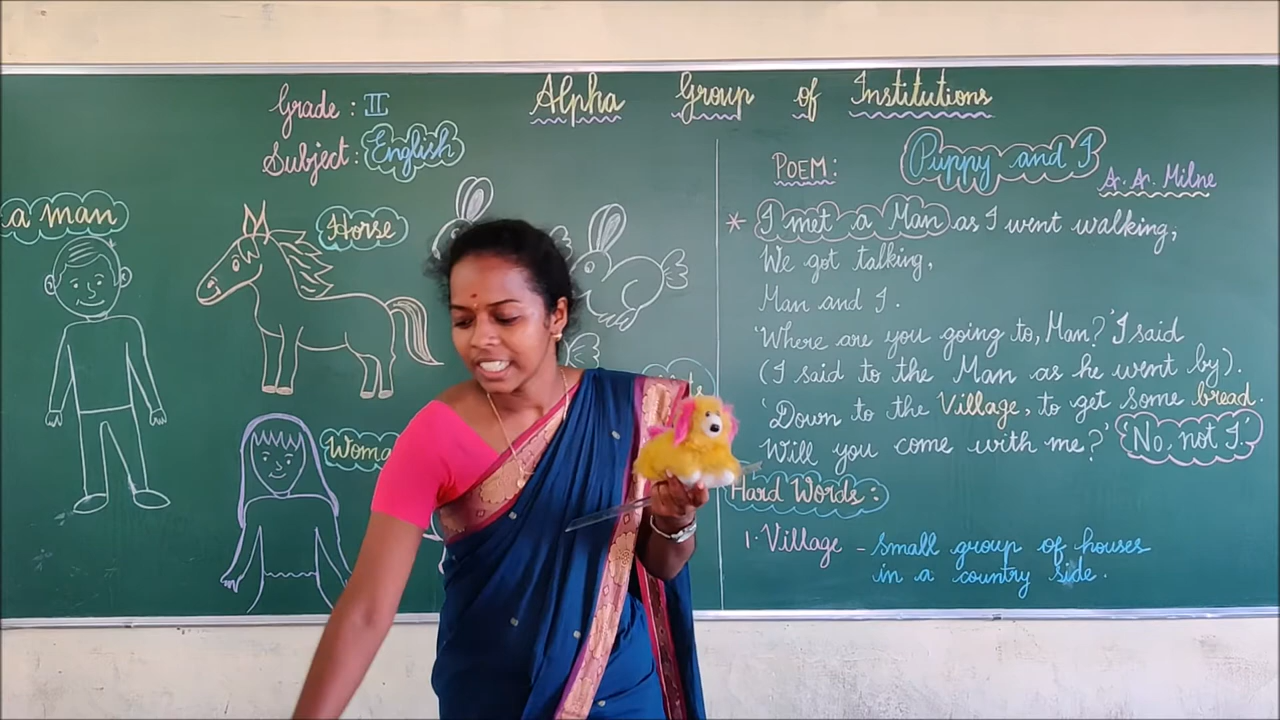 Alpha Group of Institutions
Grade : II
Subject : English
a man
Horse
Woma
POEM:
Puppy and I
A. A. Milne
* I met a Man as I went walking,
We got talking,
Man and I.
'Where are you going to, Man?' I said
(I said to the Man as he went by).
'Down to the Village, to get some bread.
Will you come with me?' 'No, not I.'
Hard Words:
1. Village - small group of houses
in a country side.